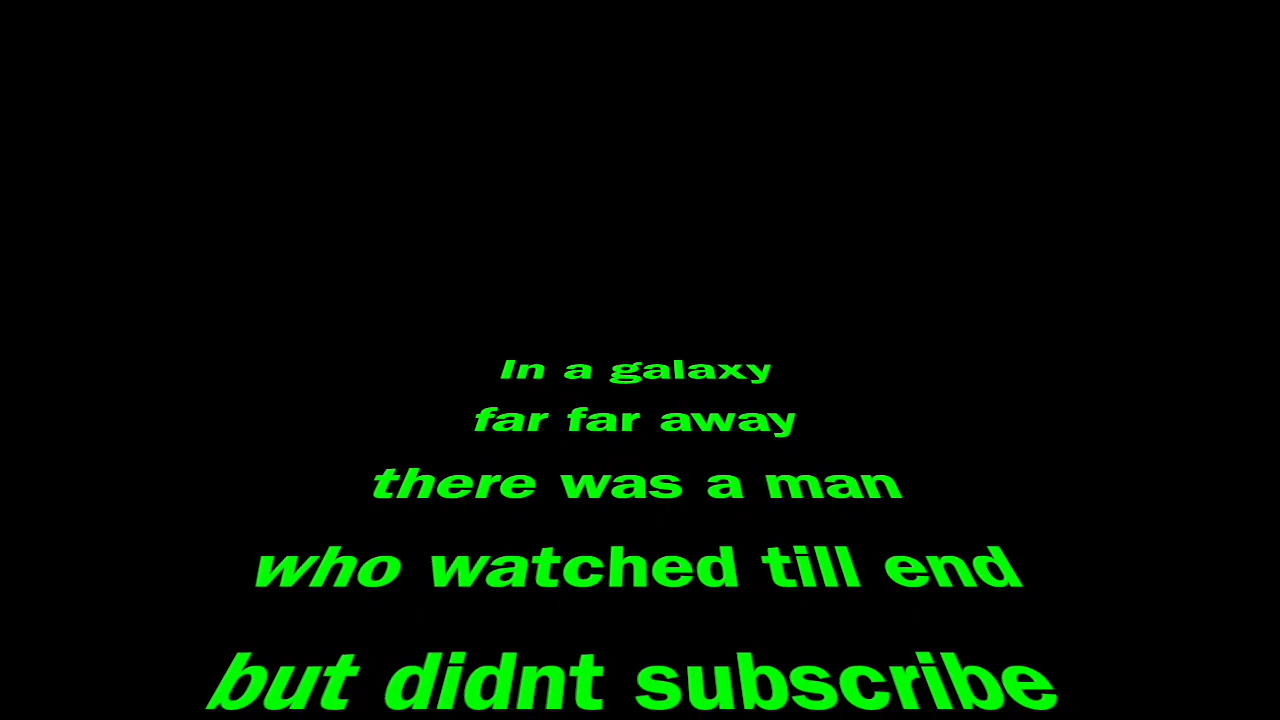 In a galaxy
far far away
there was a man
who watched till end
but didnt subscribe